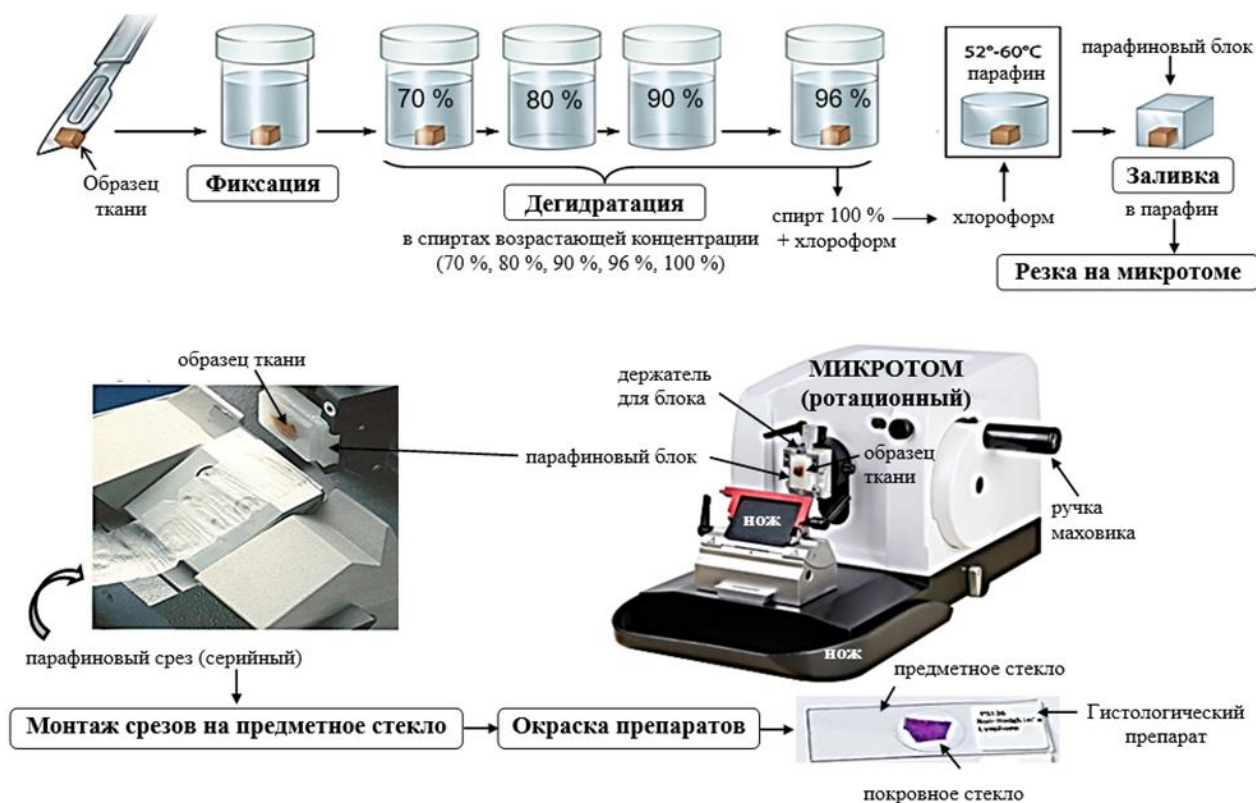 70 %
80 %
90 %
96 %
52°-60°C
парафин
парафиновый блок
Образец
ткани
Фиксация
Дегидратация
в спиртах возрастающей концентрации
(70 %, 80 %, 90 %, 96 %, 100 %)
спирт 100 %
+ хлороформ
хлороформ
Заливка
в парафин
Резка на микротоме
образец ткани
парафиновый блок
парафиновый срез (серийный)
МИКРОТОМ
(ротационный)
держатель
для блока
образец
ткани
нож
ручка
маховика
нож
Монтаж срезов на предметное стекло
Окраска препаратов
предметное стекло
Гистологический
препарат
покровное стекло